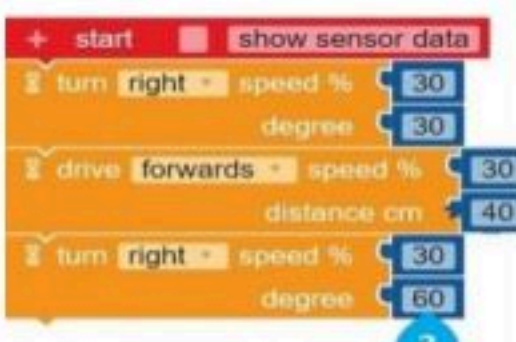 + start show sensor data
turn right speed % 30
degree 30
drive forwards speed % 30
distance cm 40
turn right speed % 30
degree 60
?